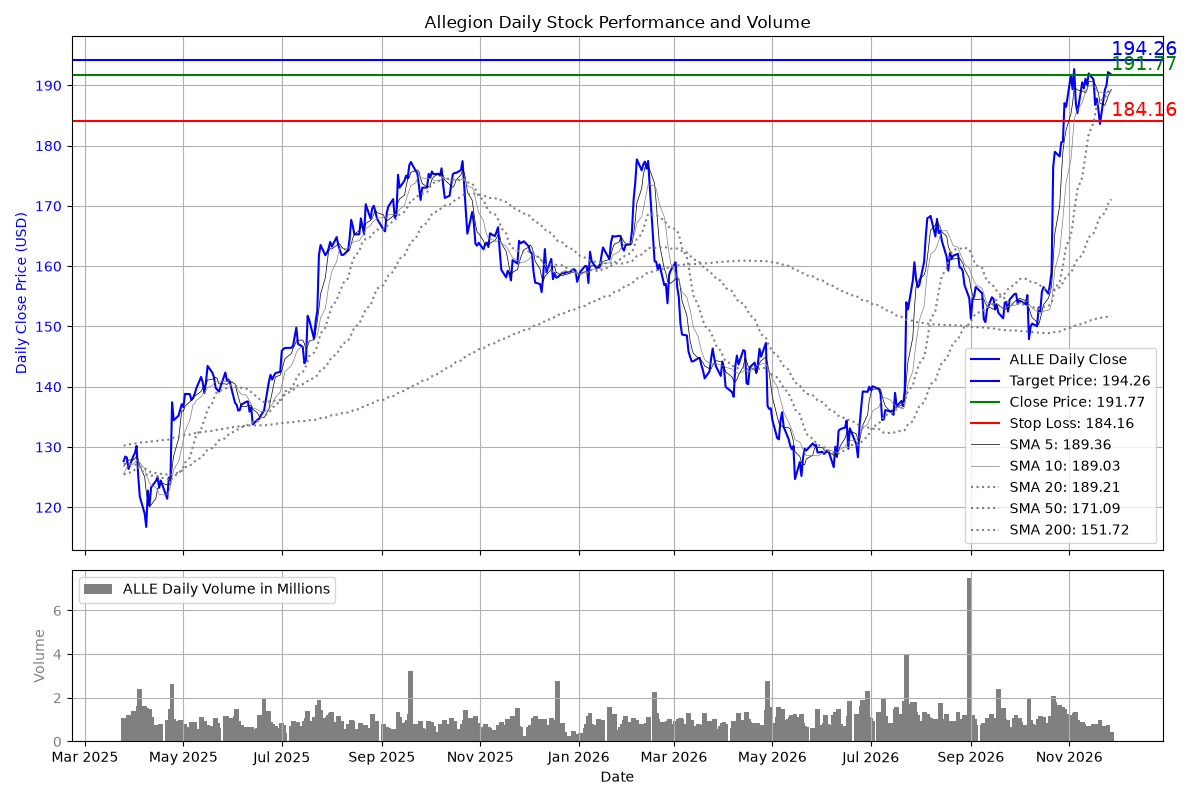 Allegion Daily Stock Performance and Volume
Daily Close Price (USD)
190
180
170
160
150
140
130
120
194.26
191.77
184.16
ALLE Daily Close
Target Price: 194.26
Close Price: 191.77
Stop Loss: 184.16
SMA 5: 189.36
SMA 10: 189.03
SMA 20: 189.21
SMA 50: 171.09
SMA 200: 151.72
ALLE Daily Volume in Millions
Volume
6
4
2
0
Mar 2025 May 2025 Jul 2025 Sep 2025 Nov 2025 Jan 2026 Mar 2026 May 2026 Jul 2026 Sep 2026 Nov 2026
Date